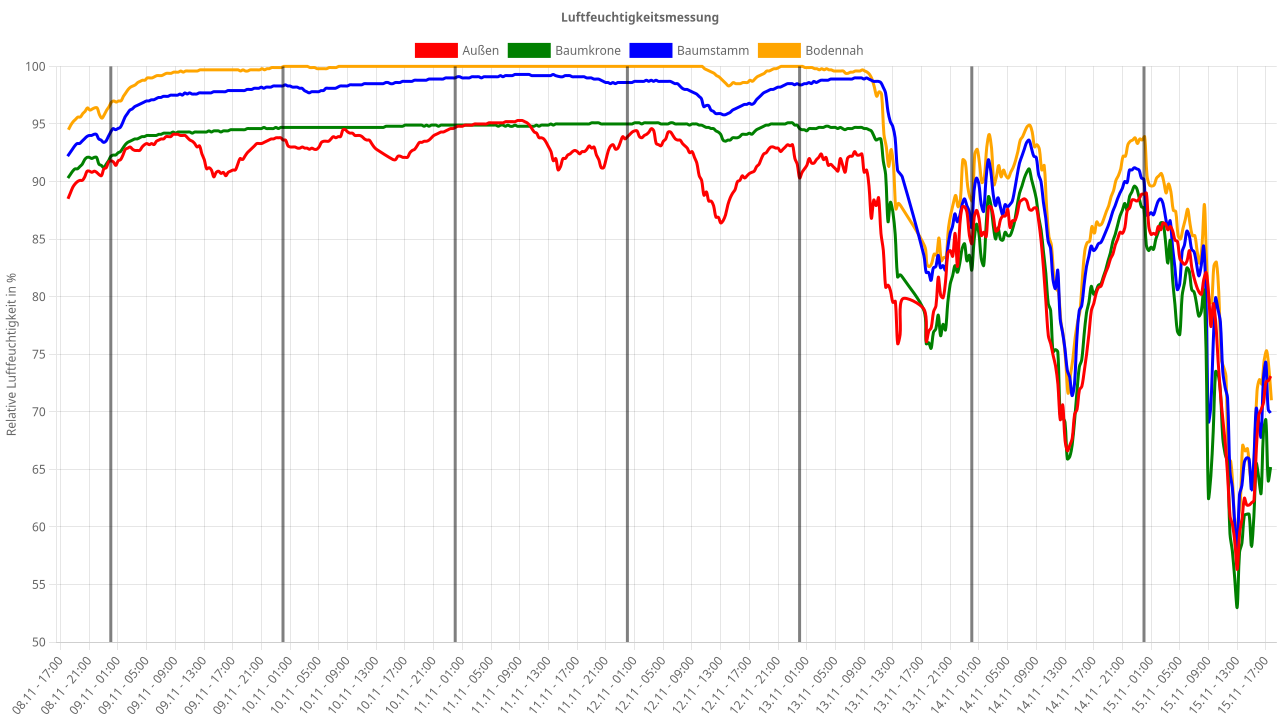 Luftfeuchtigkeitsmessung
Außen Baumkrone Baumstamm Bodennah
Relative Luftfeuchtigkeit in %
100
95
90
85
80
75
70
65
60
55
50
08.11 - 17:00
08.11 - 21:00
09.11 - 01:00
09.11 - 05:00
09.11 - 09:00
09.11 - 13:00
09.11 - 17:00
09.11 - 21:00
10.11 - 01:00
10.11 - 05:00
10.11 - 09:00
10.11 - 13:00
10.11 - 17:00
10.11 - 21:00
11.11 - 01:00
11.11 - 05:00
11.11 - 09:00
11.11 - 13:00
11.11 - 17:00
11.11 - 21:00
12.11 - 01:00
12.11 - 05:00
12.11 - 09:00
12.11 - 13:00
12.11 - 17:00
12.11 - 21:00
13.11 - 01:00
13.11 - 05:00
13.11 - 09:00
13.11 - 13:00
13.11 - 17:00
13.11 - 21:00
14.11 - 01:00
14.11 - 05:00
14.11 - 09:00
14.11 - 13:00
14.11 - 17:00
14.11 - 21:00
15.11 - 01:00
15.11 - 05:00
15.11 - 09:00
15.11 - 13:00
15.11 - 17:00